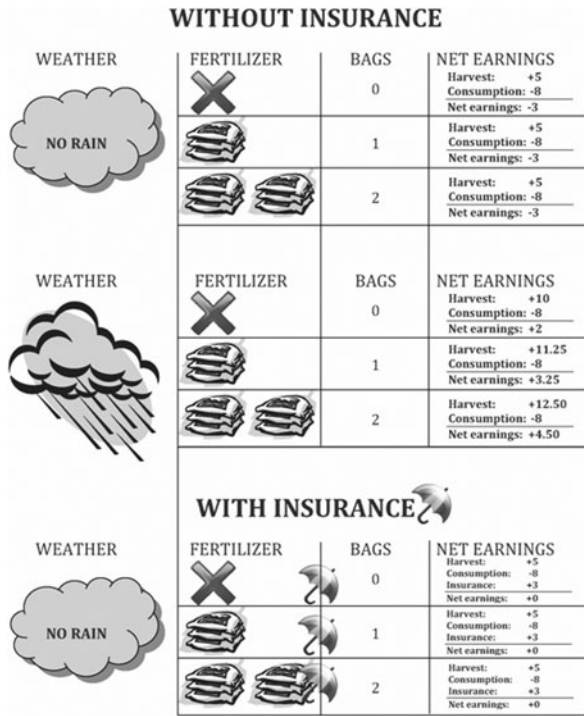 WITHOUT INSURANCE
WEATHER FERTILIZER BAGS NET EARNINGS
NO RAIN
0
Harvest: +5
Consumption: -8
Net earnings: -3
1
Harvest: +5
Consumption: -8
Net earnings: -3
2
Harvest: +5
Consumption: -8
Net earnings: -3
WEATHER FERTILIZER BAGS NET EARNINGS
0
Harvest: +10
Consumption: -8
Net earnings: +2
1
Harvest: +11.25
Consumption: -8
Net earnings: +3.25
2
Harvest: +12.50
Consumption: -8
Net earnings: +4.50
WITH INSURANCE
WEATHER FERTILIZER BAGS NET EARNINGS
NO RAIN
0
Harvest: +5
Consumption: -8
Insurance: +3
Net earnings: +0
1
Harvest: +5
Consumption: -8
Insurance: +3
Net earnings: +0
2
Harvest: +5
Consumption: -8
Insurance: +3
Net earnings: +0